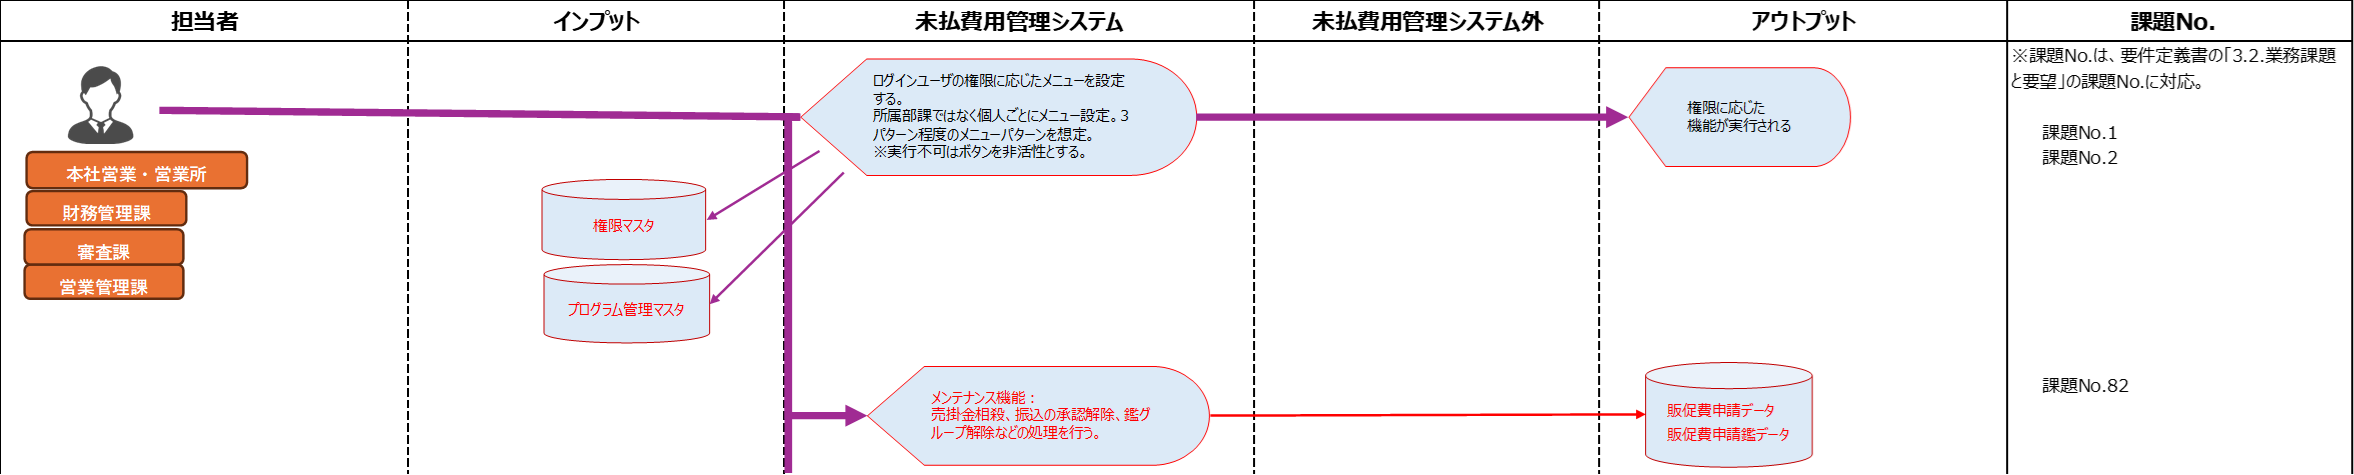 担当者
インプット
未払費用管理システム
未払費用管理システム外
アウトプット
課題No.
本社営業・営業所
財務管理課
審査課
営業管理課
権限マスタ
プログラム管理マスタ
ログインユーザの権限に応じたメニューを設定
する。
所属部課ではなく個人ごとにメニュー設定。3
パターン程度のメニューパターンを想定。
※実行不可はボタンを非活性とする。
メンテナンス機能：
売掛金相殺、振込の承認解除、鑑グ
ループ解除などの処理を行う。
権限に応じた
機能が実行される
販促費申請データ
販促費申請鑑データ
※課題No.は、要件定義書の「3.2.業務課題
と要望」の課題No.に対応。
課題No.1
課題No.2
課題No.82